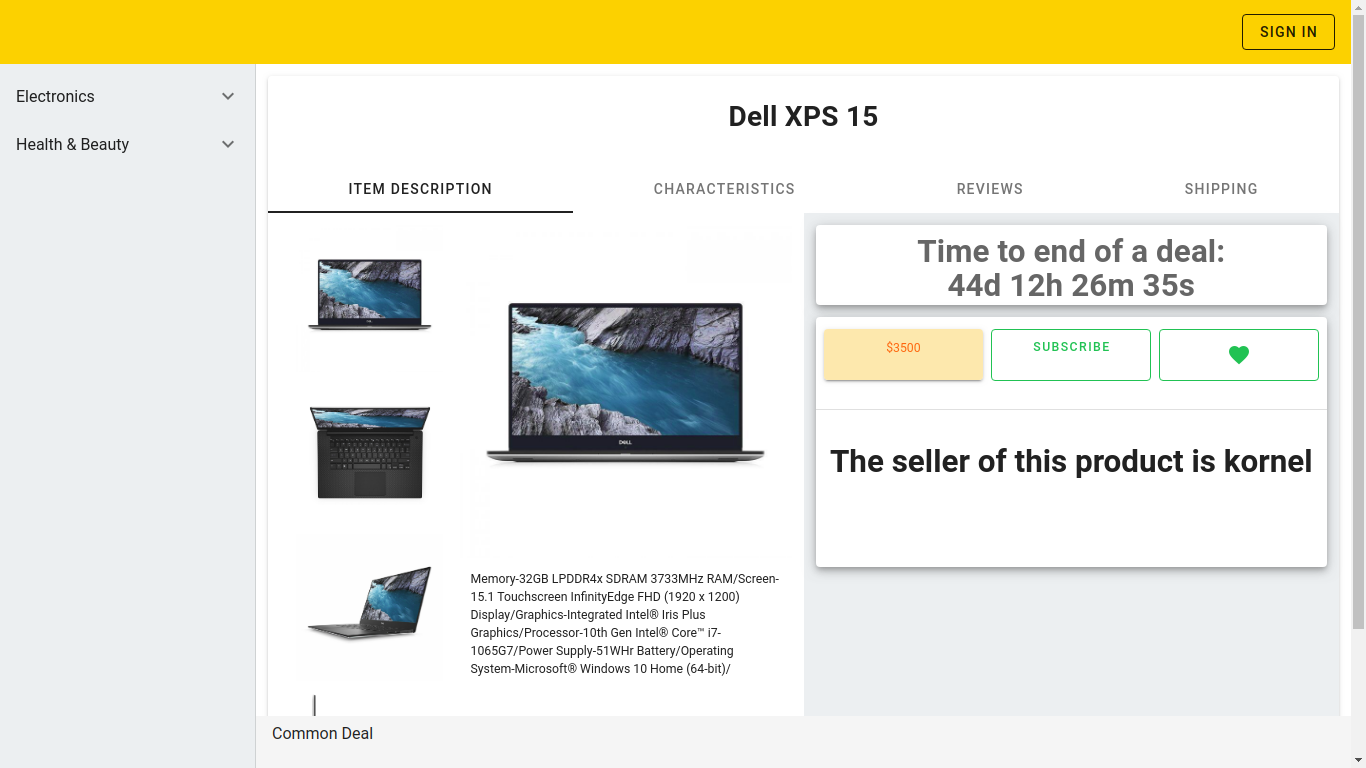 SIGN IN
Electronics
Health & Beauty
Dell XPS 15
ITEM DESCRIPTION
CHARACTERISTICS
REVIEWS
SHIPPING
Time to end of a deal:
44d 12h 26m 35s
$3500
SUBSCRIBE
The seller of this product is kornel
DELL
Memory-32GB LPDDR4x SDRAM 3733MHz RAM/Screen-
15.1 Touchscreen InfinityEdge FHD (1920 x 1200)
Display/Graphics-Integrated Intel® Iris Plus
Graphics/Processor-10th Gen Intel® Core™ i7-
1065G7/Power Supply-51WHr Battery/Operating
System-Microsoft® Windows 10 Home (64-bit)/
Common Deal